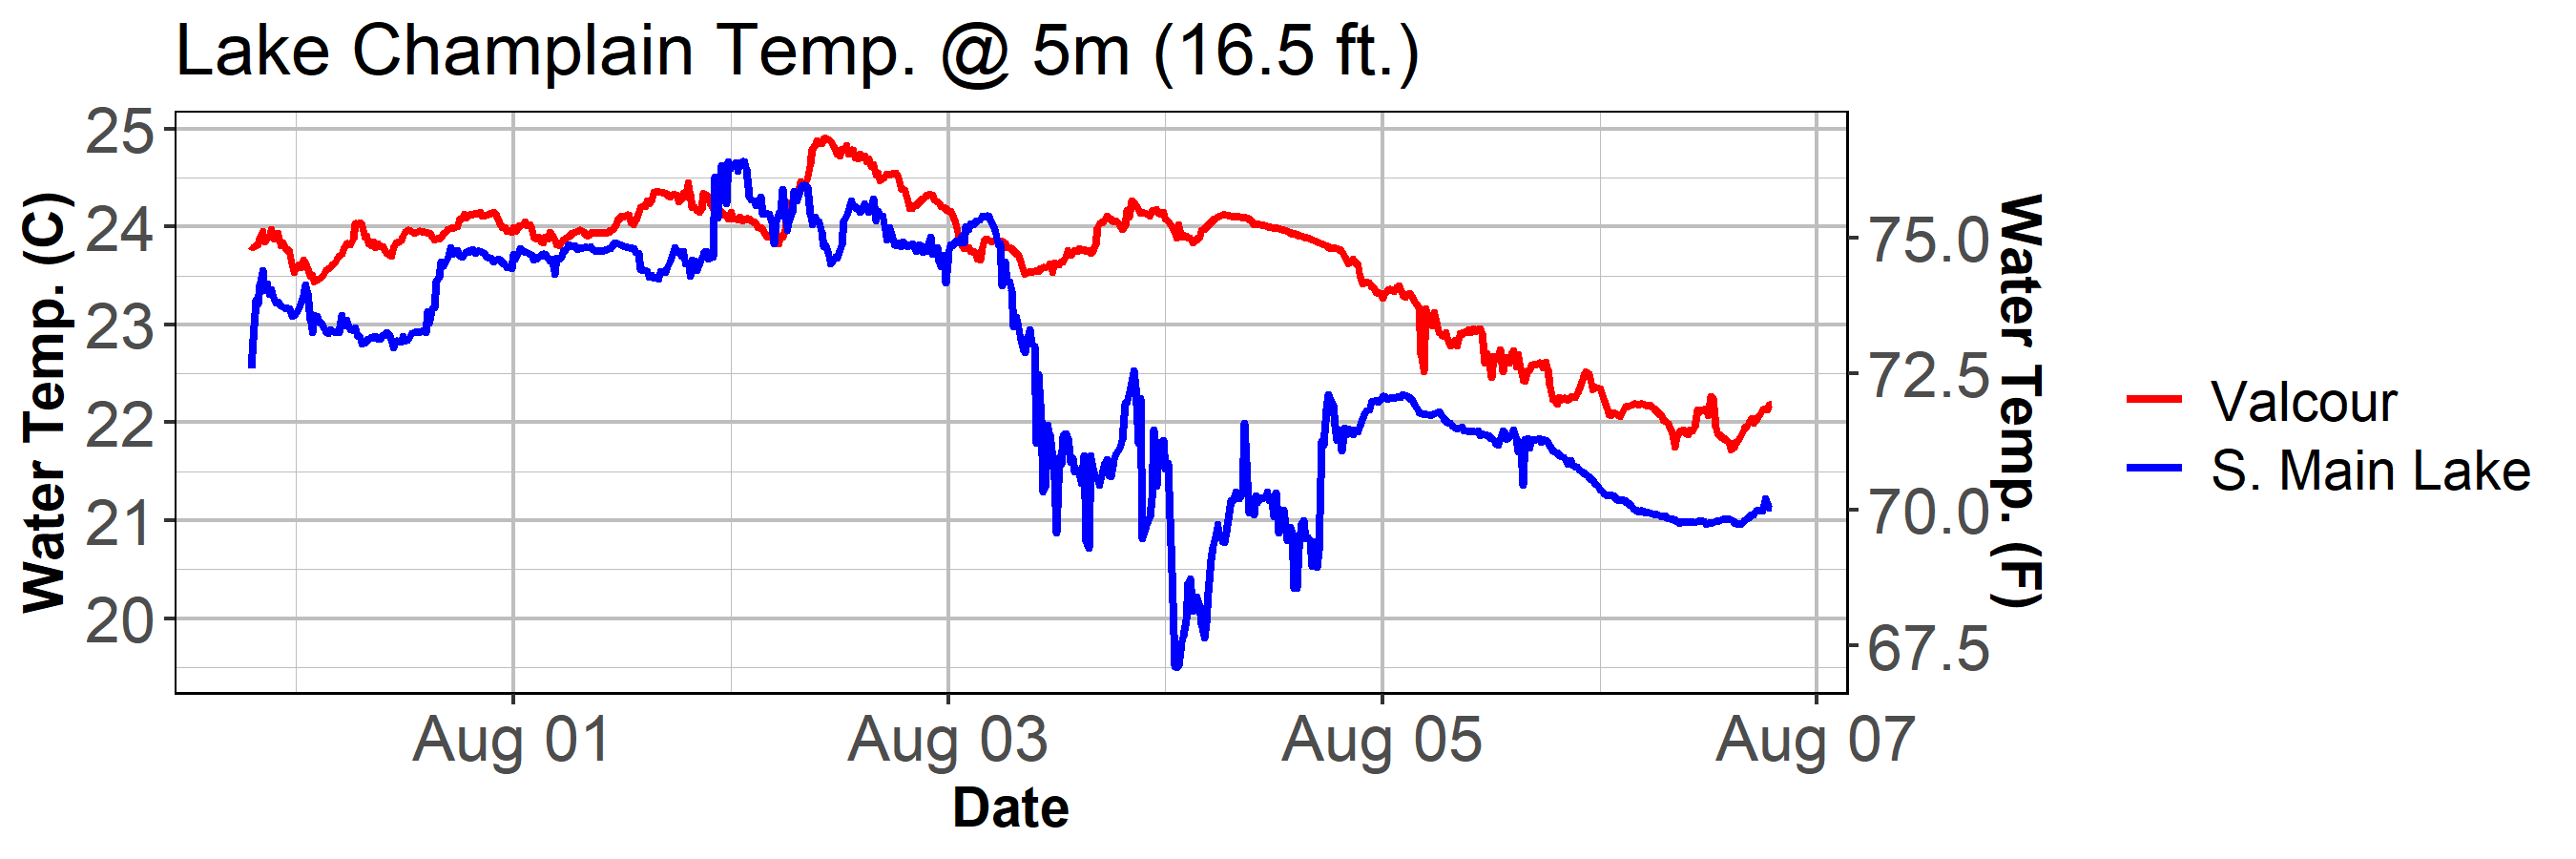 Lake Champlain Temp. @ 5m (16.5 ft.)
Water Temp. (C)
25
24
23
22
21
20
75.0
72.5
70.0
67.5
Water Temp. (F)
Aug 01
Aug 03
Aug 05
Aug 07
Date
Valcour
S. Main Lake